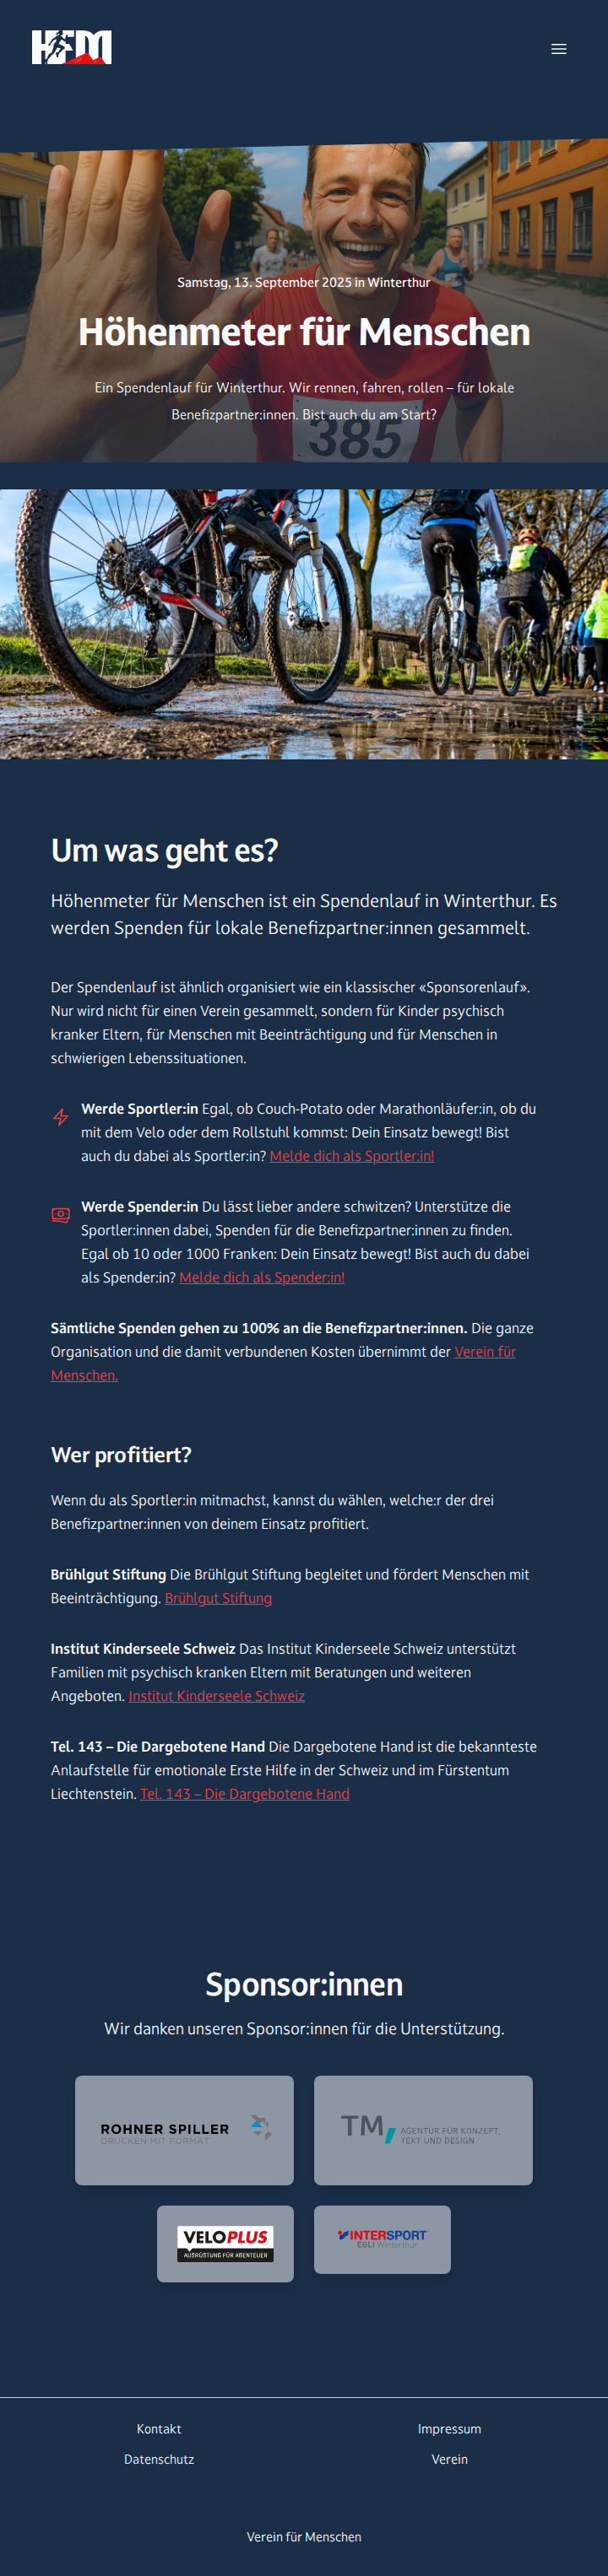 HFM
Samstag, 13. September 2025 in Winterthur
Höhenmeter für Menschen
Ein Spendenlauf für Winterthur. Wir rennen, fahren, rollen – für lokale
Benefizpartner:innen. Bist auch du am Start?
385
Um was geht es?
Höhenmeter für Menschen ist ein Spendenlauf in Winterthur. Es
werden Spenden für lokale Benefizpartner:innen gesammelt.
Der Spendenlauf ist ähnlich organisiert wie ein klassischer «Sponsorenlauf».
Nur wird nicht für einen Verein gesammelt, sondern für Kinder psychisch
kranker Eltern, für Menschen mit Beeinträchtigung und für Menschen in
schwierigen Lebenssituationen.
Werde Sportler:in Egal, ob Couch-Potato oder Marathonläufer:in, ob du
mit dem Velo oder dem Rollstuhl kommst: Dein Einsatz bewegt! Bist
auch du dabei als Sportler:in? Melde dich als Sportler:in!
Werde Spender:in Du lässt lieber andere schwitzen? Unterstütze die
Sportler:innen dabei, Spenden für die Benefizpartner:innen zu finden.
Egal ob 10 oder 1000 Franken: Dein Einsatz bewegt! Bist auch du dabei
als Spender:in? Melde dich als Spender:in!
Sämtliche Spenden gehen zu 100% an die Benefizpartner:innen. Die ganze
Organisation und die damit verbundenen Kosten übernimmt der Verein für
Menschen.
Wer profitiert?
Wenn du als Sportler:in mitmachst, kannst du wählen, welche:r der drei
Benefizpartner:innen von deinem Einsatz profitiert.
Brühlgut Stiftung Die Brühlgut Stiftung begleitet und fördert Menschen mit
Beeinträchtigung. Brühlgut Stiftung
Institut Kinderseele Schweiz Das Institut Kinderseele Schweiz unterstützt
Familien mit psychisch kranken Eltern mit Beratungen und weiteren
Angeboten. Institut Kinderseele Schweiz
Tel. 143 – Die Dargebotene Hand Die Dargebotene Hand ist die bekannteste
Anlaufstelle für emotionale Erste Hilfe in der Schweiz und im Fürstentum
Liechtenstein. Tel. 143 – Die Dargebotene Hand
Sponsor:innen
Wir danken unseren Sponsor:innen für die Unterstützung.
ROHNER SPILLER
DRUCKEN MIT FORMAT
TM
AGENTUR FÜR KONZEPT,
TEXT UND DESIGN
VELOPLUS
AUSRÜSTUNG FÜR ABENTEUER
INTERSPORT
EGLI Winterthur
Kontakt
Impressum
Datenschutz
Verein
Verein für Menschen